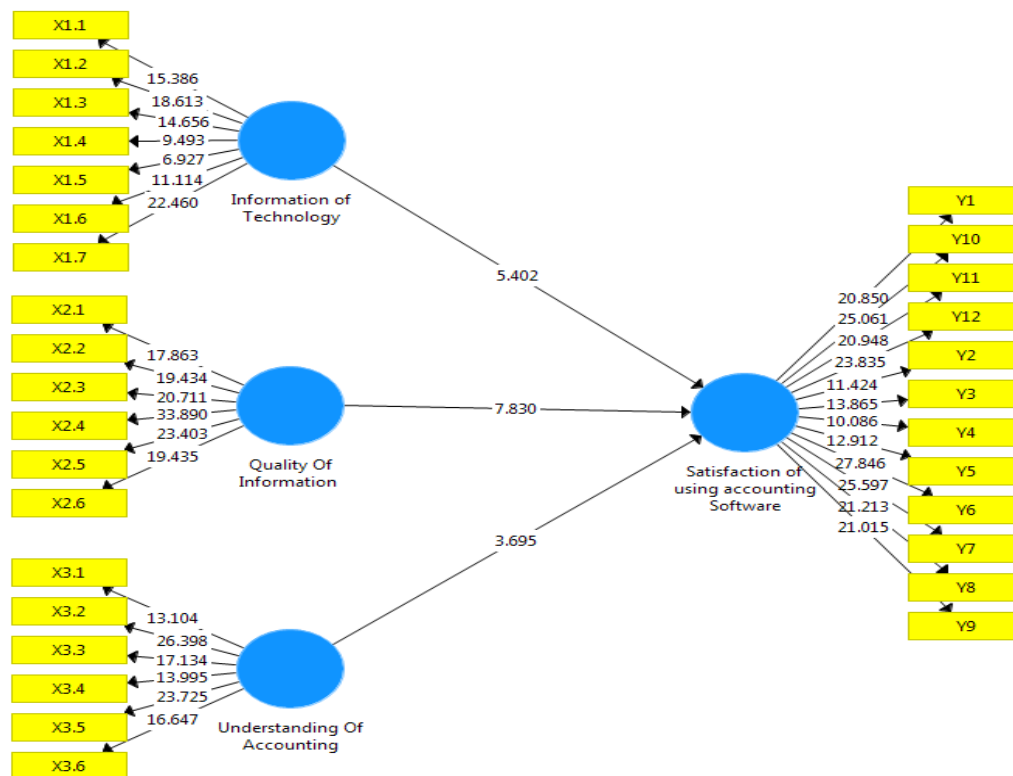 X1.1
X1.2
X1.3
X1.4
X1.5
X1.6
X1.7
15.386
18.613
14.656
9.493
6.927
11.114
22.460
Information of
Technology
X2.1
X2.2
X2.3
X2.4
X2.5
X2.6
17.863
19.434
20.711
33.890
23.403
19.435
Quality Of
Information
X3.1
X3.2
X3.3
X3.4
X3.5
X3.6
13.104
26.398
17.134
13.995
23.725
16.647
Understanding Of
Accounting
5.402
7.830
3.695
Satisfaction of
using accounting
Software
20.850
25.061
20.948
23.835
11.424
13.865
10.086
12.912
27.846
25.597
21.213
21.015
Y1
Y10
Y11
Y12
Y2
Y3
Y4
Y5
Y6
Y7
Y8
Y9